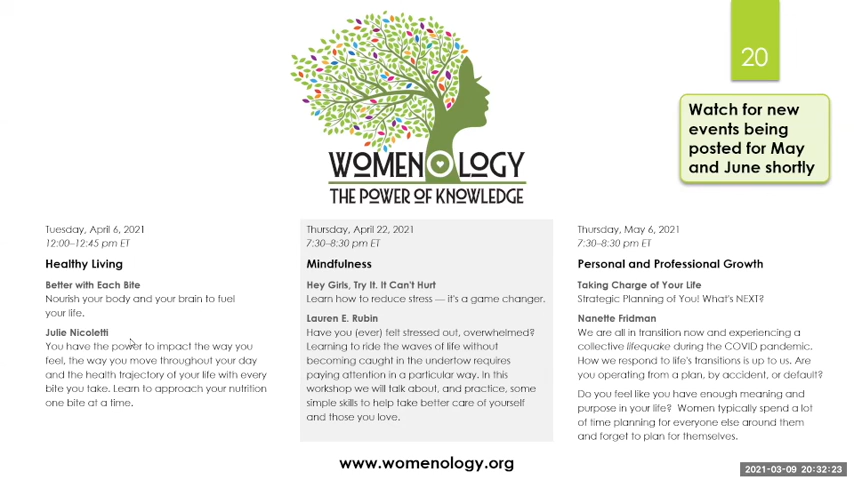 20
Watch for new
events being
posted for May
and June shortly
WOMENOLOGY
THE POWER OF KNOWLEDGE
Tuesday, April 6, 2021
12:00–12:45 pm ET
Healthy Living
Better with Each Bite
Nourish your body and your brain to fuel
your life.
Julie Nicoletti
You have the power to impact the way you
feel, the way you move throughout your day
and the health trajectory of your life with every
bite you take. Learn to approach your nutrition
one bite at a time.
Thursday, April 22, 2021
7:30–8:30 pm ET
Mindfulness
Hey Girls, Try It. It Can't Hurt
Learn how to reduce stress — it's a game changer.
Lauren E. Rubin
Have you (ever) felt stressed out, overwhelmed?
Learning to ride the waves of life without
becoming caught in the undertow requires
paying attention in a particular way. In this
workshop we will talk about, and practice, some
simple skills to help take better care of yourself
and those you love.
Thursday, May 6, 2021
7:30–8:30 pm ET
Personal and Professional Growth
Taking Charge of Your Life
Strategic Planning of You! What's NEXT?
Nanette Fridman
We are all in transition now and experiencing a
collective lifequake during the COVID pandemic.
How we respond to life's transitions is up to us. Are
you operating from a plan, by accident, or default?
Do you feel like you have enough meaning and
purpose in your life? Women typically spend a lot
of time planning for everyone else around them
and forget to plan for themselves.
www.womenology.org
2021-03-09 20:32:23